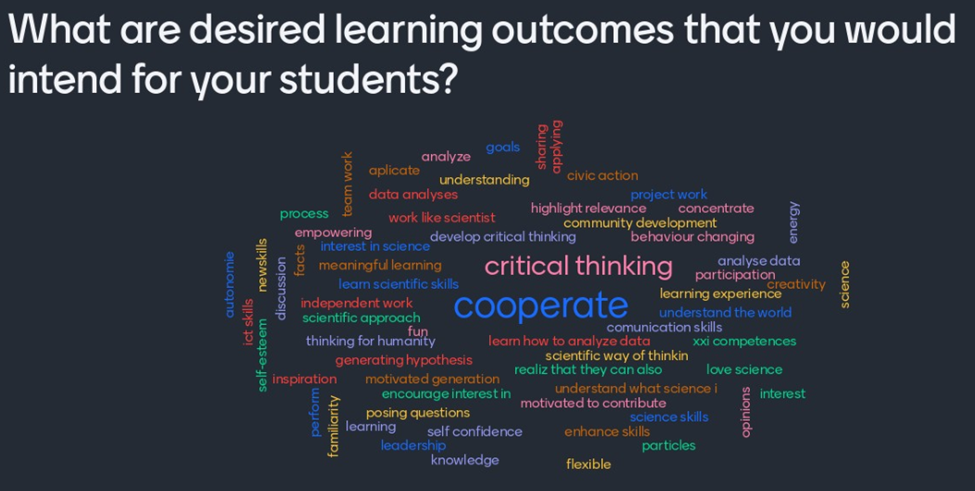 What are desired learning outcomes that you would
intend for your students?
goals
sharing
applying
analyze
team work
aplicate
understanding
civic action
data analyses
project work
process
work like scientist
highlight relevance
concentrate
energy
community development
empowering
develop critical thinking
behaviour changing
interest in science
newskills
facts
autonomie
discussion
meaningful learning
critical thinking
analyse data
participation
science
learn scientific skills
creativity
learning experience
independent work
cooperate
understand the world
ict skills
scientific approach
fun
comunication skills
thinking for humanity
learn how to analyze data
xxi competences
self-esteem
generating hypothesis
scientific way of thinkin
realiz that they can also
love science
inspiration
motivated generation
understand what science i
encourage interest in
interest
perform
familiarity
motivated to contribute
opinions
posing questions
science skills
learning
self confidence
enhance skills
leadership
particles
knowledge
flexible